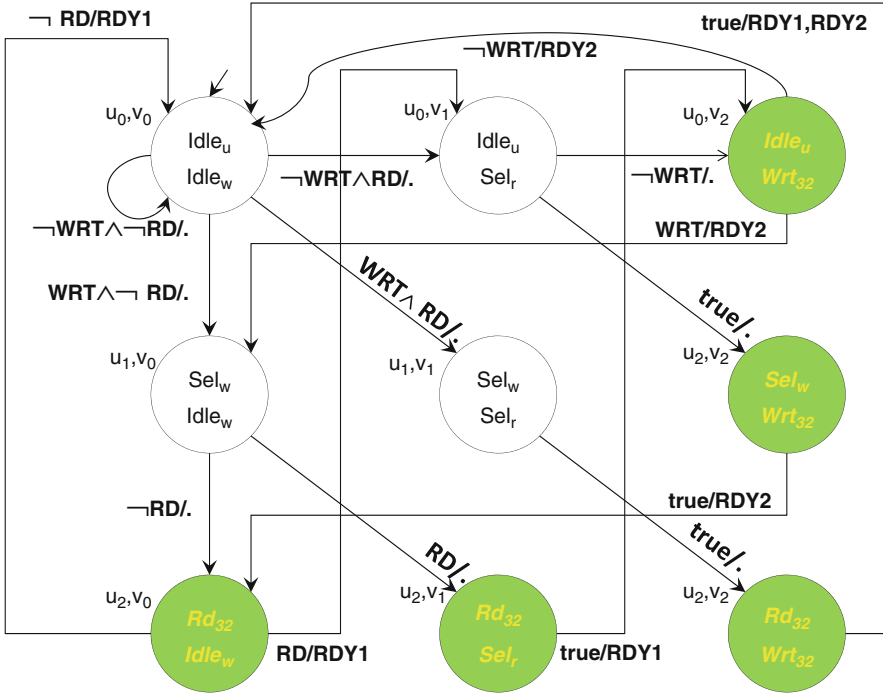 ¬ RD/RDY1
true/RDY1,RDY2
¬WRT/RDY2
u0,v0
u0,v1
u0,v2
Idleu
Idlew
Idleu
Selr
Idleu
Wrt32
¬WRT∧RD/.
¬WRT/.
¬WRT∧¬RD/.
WRT/RDY2
WRT∧¬ RD/.
WRT∧ RD/.
true/.
u1,v0
u1,v1
u2,v2
Selw
Idlew
Selw
Selr
Selw
Wrt32
¬RD/.
true/RDY2
RD/.
true/.
u2,v0
u2,v1
u2,v2
Rd32
Idlew
Rd32
Selr
Rd32
Wrt32
RD/RDY1
true/RDY1